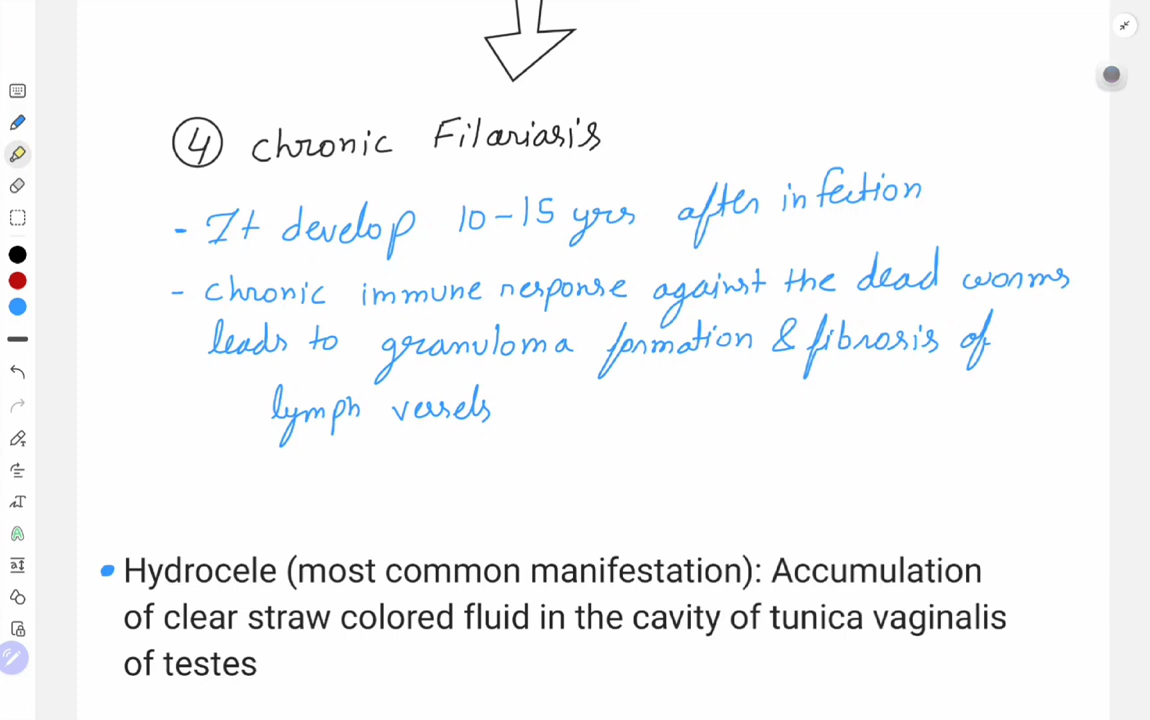 4 Chronic Filariasis
- It develop 10-15 yrs after infection
- chronic immune response against the dead worms
leads to granuloma formation & fibrosis of
lymph vessels
• Hydrocele (most common manifestation): Accumulation
of clear straw colored fluid in the cavity of tunica vaginalis
of testes